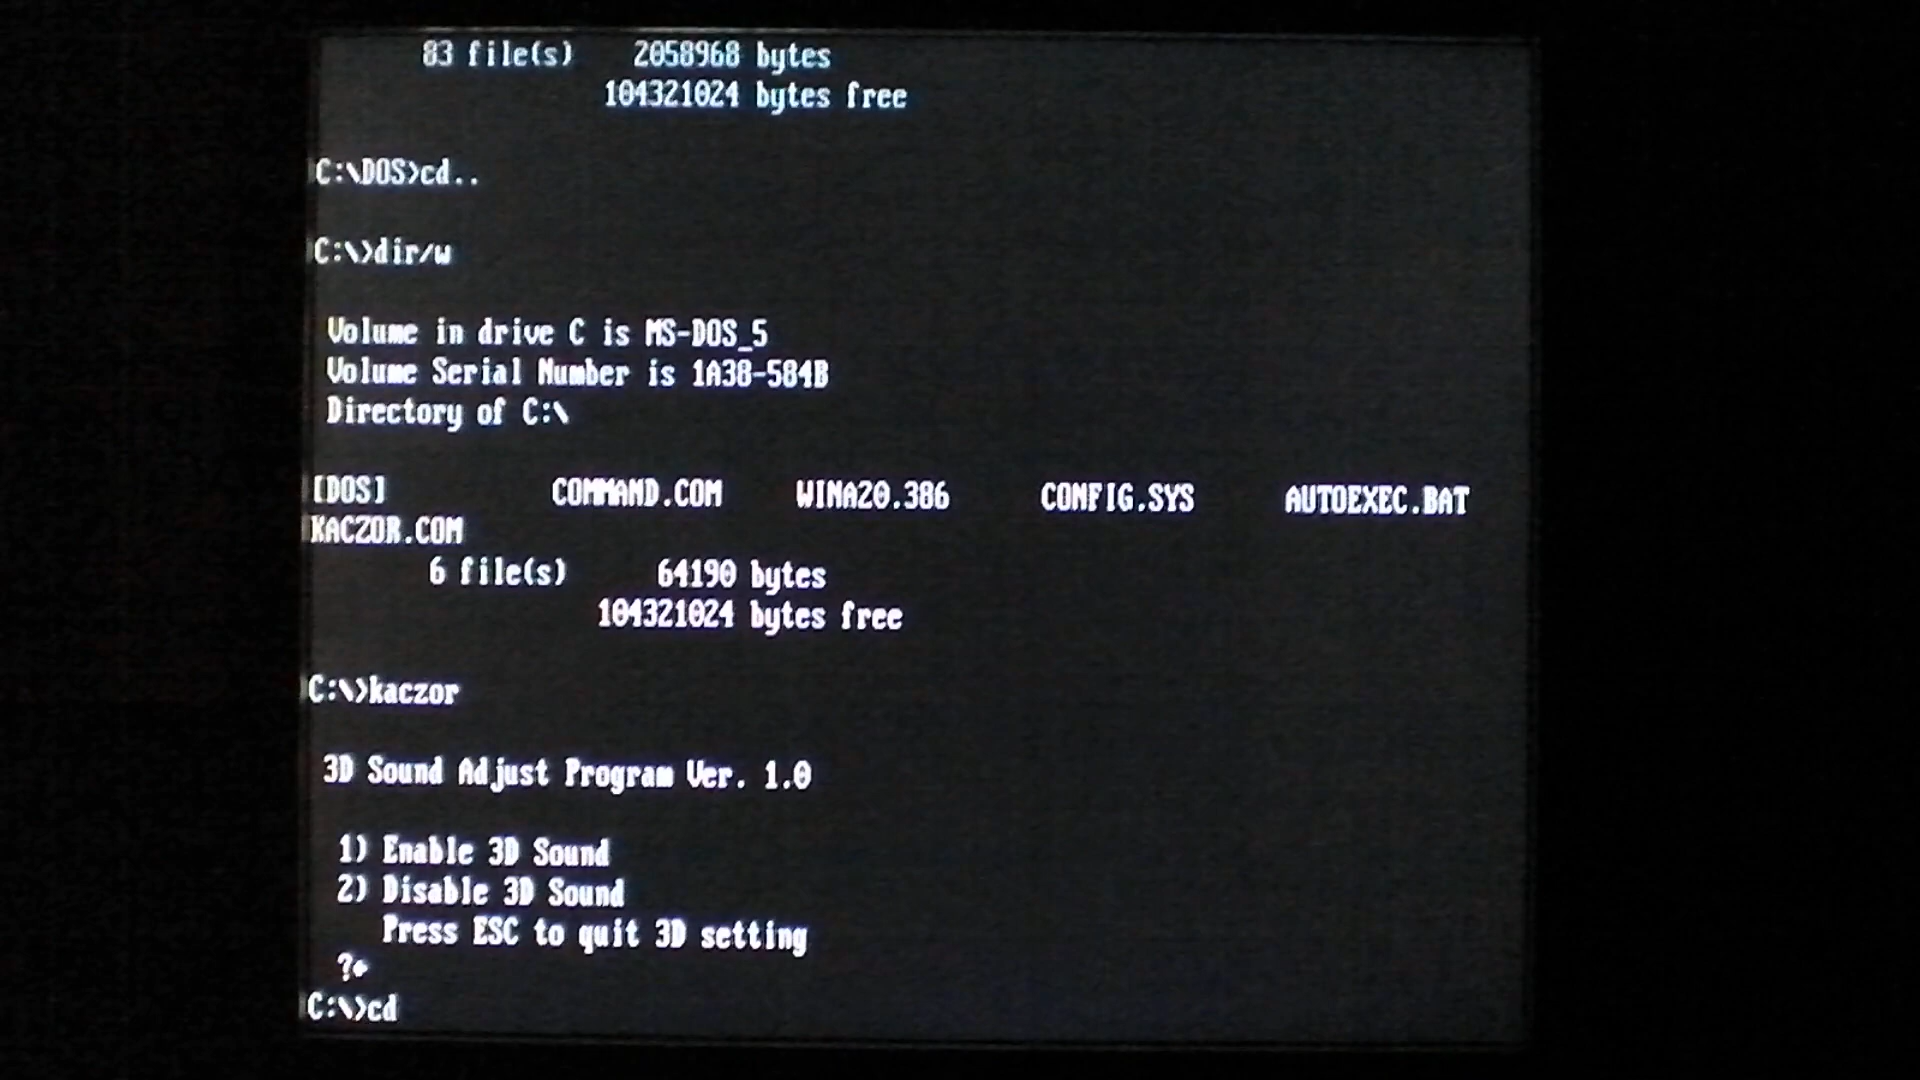 83 file(s)    2058968 bytes
104321024 bytes free
C:\DOS>cd..
C:\>dir/w
Volume in drive C is MS-DOS_5
Volume Serial Number is 1A38-584B
Directory of C:\
[DOS]    COMMAND.COM    WINA20.386    CONFIG.SYS    AUTOEXEC.BAT
KACZOR.COM
6 file(s)    64190 bytes
104321024 bytes free
C:\>kaczor
3D Sound Adjust Program Ver. 1.0
1) Enable 3D Sound
2) Disable 3D Sound
Press ESC to quit 3D setting
?←
C:\>cd